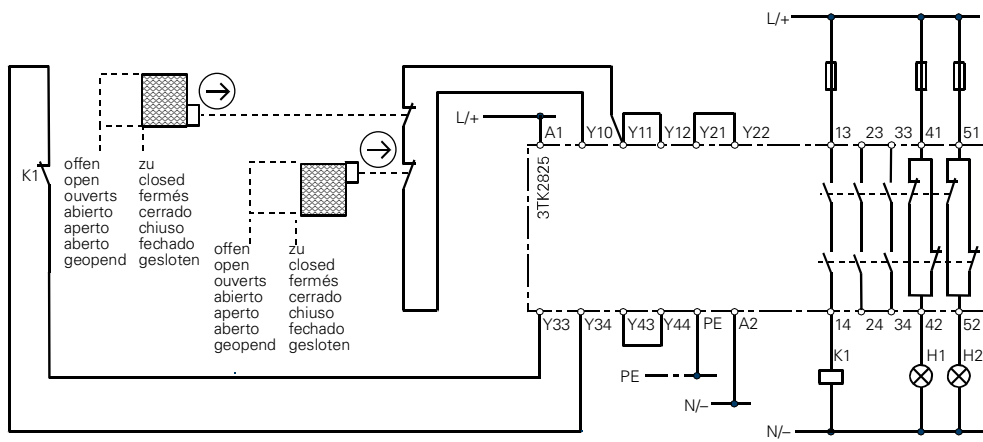 L/+
L/+
A1 Y10 Y11 Y12 Y21 Y22 13 23 33 41 51
3TK2825
K1
offen zu
open closed
ouverts fermés
abierto cerrado
aperto chiuso
aberto fechado
geopend gesloten
offen zu
open closed
ouverts fermés
abierto cerrado
aperto chiuso
aberto fechado
geopend gesloten
Y33 Y34 Y43 Y44 PE A2 14 24 34 42 52
K1 H1 H2
PE
N/–
N/–